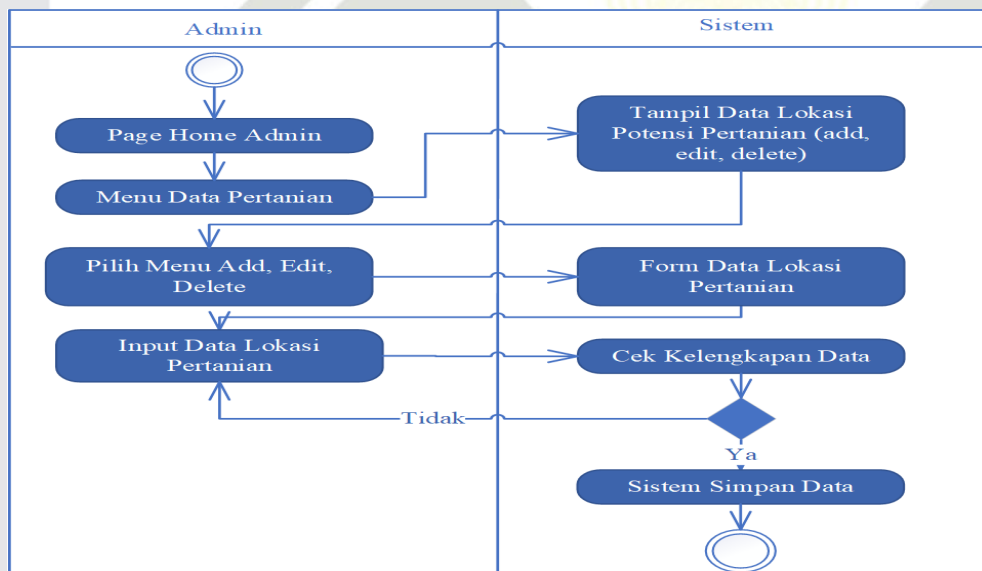 Admin
Sistem
Page Home Admin
Tampil Data Lokasi
Potensi Pertanian (add,
edit, delete)
Menu Data Pertanian
Pilih Menu Add, Edit,
Delete
Form Data Lokasi
Pertanian
Input Data Lokasi
Pertanian
Cek Kelengkapan Data
Tidak
Ya
Sistem Simpan Data